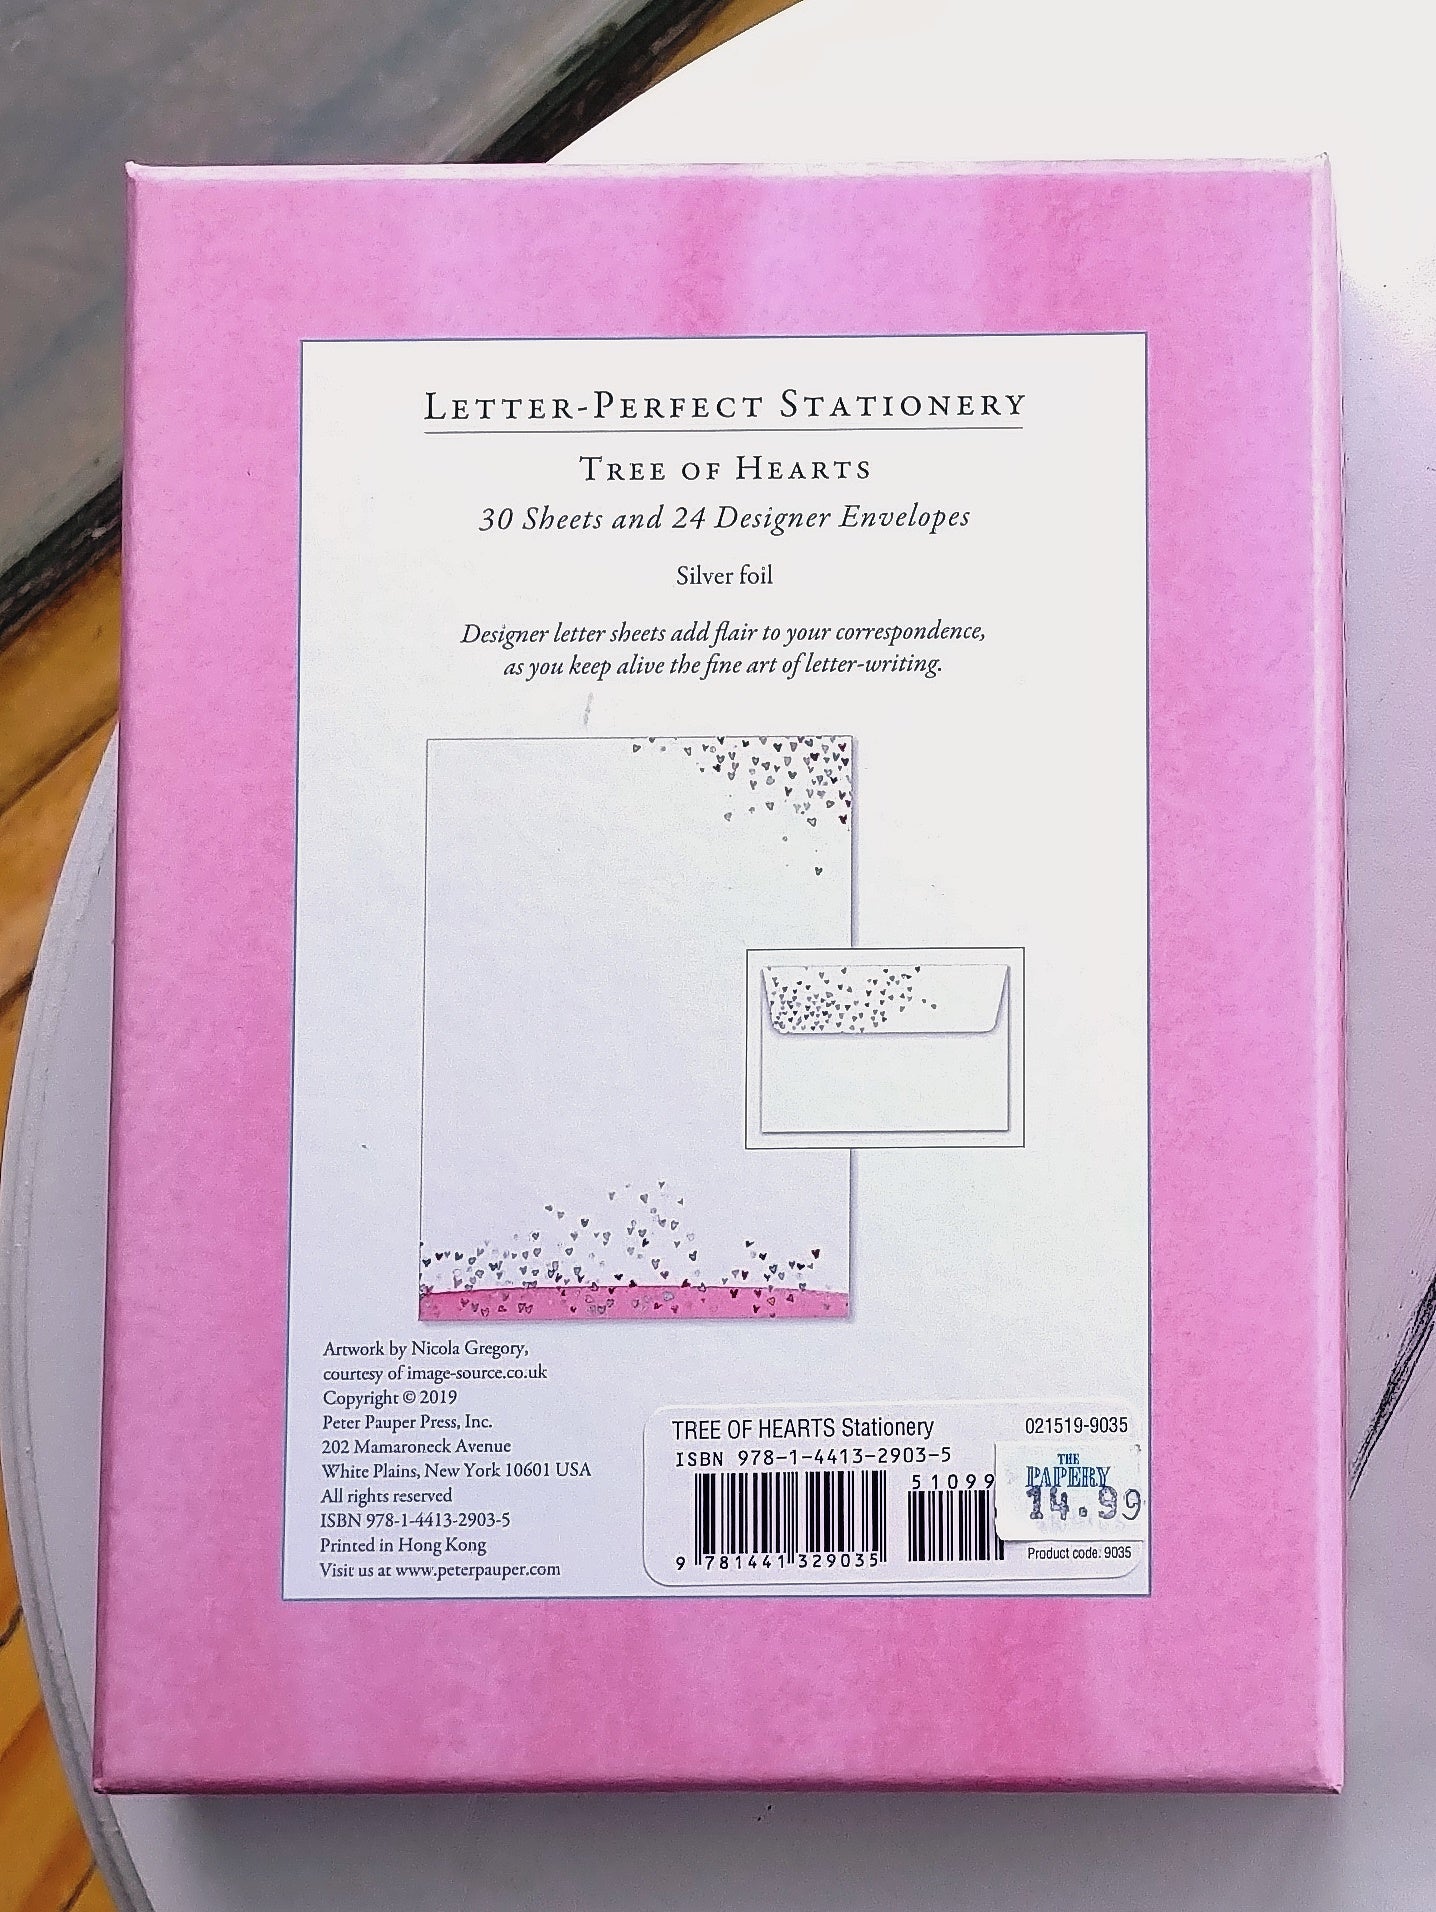 LETTER-PERFECT STATIONERY
TREE OF HEARTS
30 Sheets and 24 Designer Envelopes
Silver foil
Designer letter sheets add flair to your correspondence,
as you keep alive the fine art of letter-writing.
Artwork by Nicola Gregory,
courtesy of image-source.co.uk
Copyright © 2019
Peter Pauper Press, Inc.
202 Mamaroneck Avenue
White Plains, New York 10601 USA
All rights reserved
ISBN 978-1-4413-2903-5
Printed in Hong Kong
Visit us at www.peterpauper.com
TREE OF HEARTS Stationery 021519-9035
ISBN 978-1-4413-2903-5
51099
9 781441 329035
THE
PAPERY
14.99
Product code: 9035